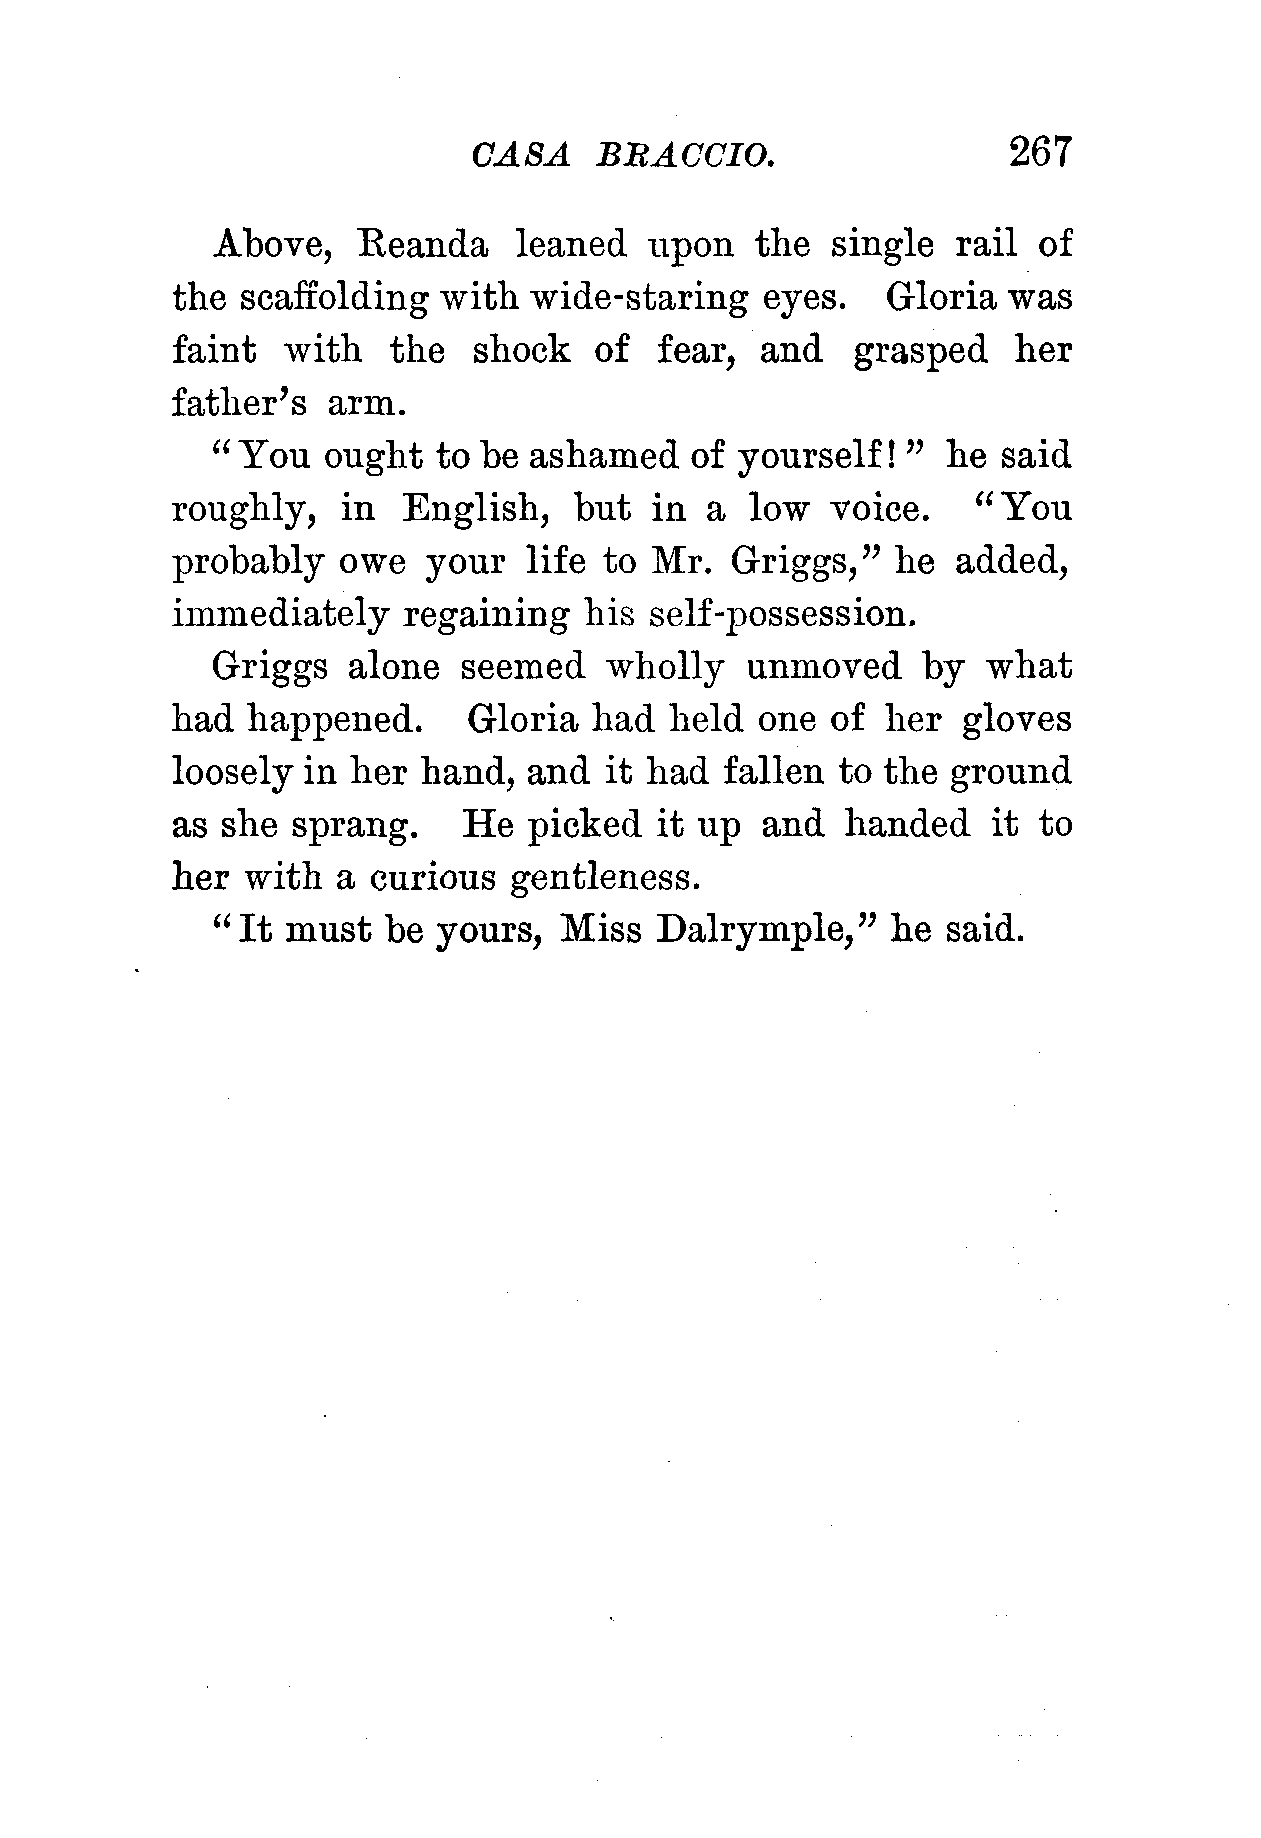 CASA BRACCIO. 267
Above, Reanda leaned upon the single rail of
the scaffolding with wide-staring eyes. Gloria was
faint with the shock of fear, and grasped her
father's arm.
"You ought to be ashamed of yourself!" he said
roughly, in English, but in a low voice. "You
probably owe your life to Mr. Griggs," he added,
immediately regaining his self-possession.
Griggs alone seemed wholly unmoved by what
had happened. Gloria had held one of her gloves
loosely in her hand, and it had fallen to the ground
as she sprang. He picked it up and handed it to
her with a curious gentleness.
"It must be yours, Miss Dalrymple," he said.